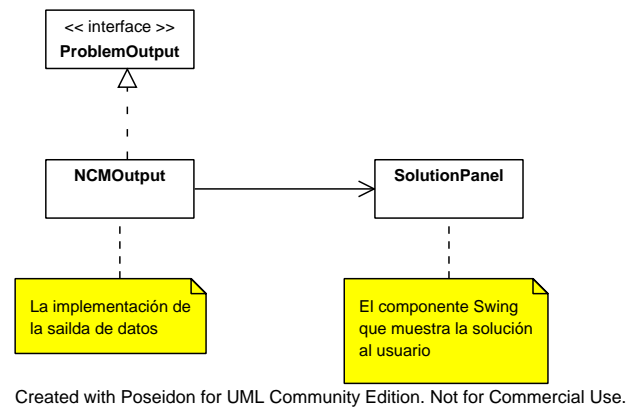 << interface >>
ProblemOutput
NCMOutput
SolutionPanel
La implementación de
la sailda de datos
El componente Swing
que muestra la solución
al usuario
Created with Poseidon for UML Community Edition. Not for Commercial Use.